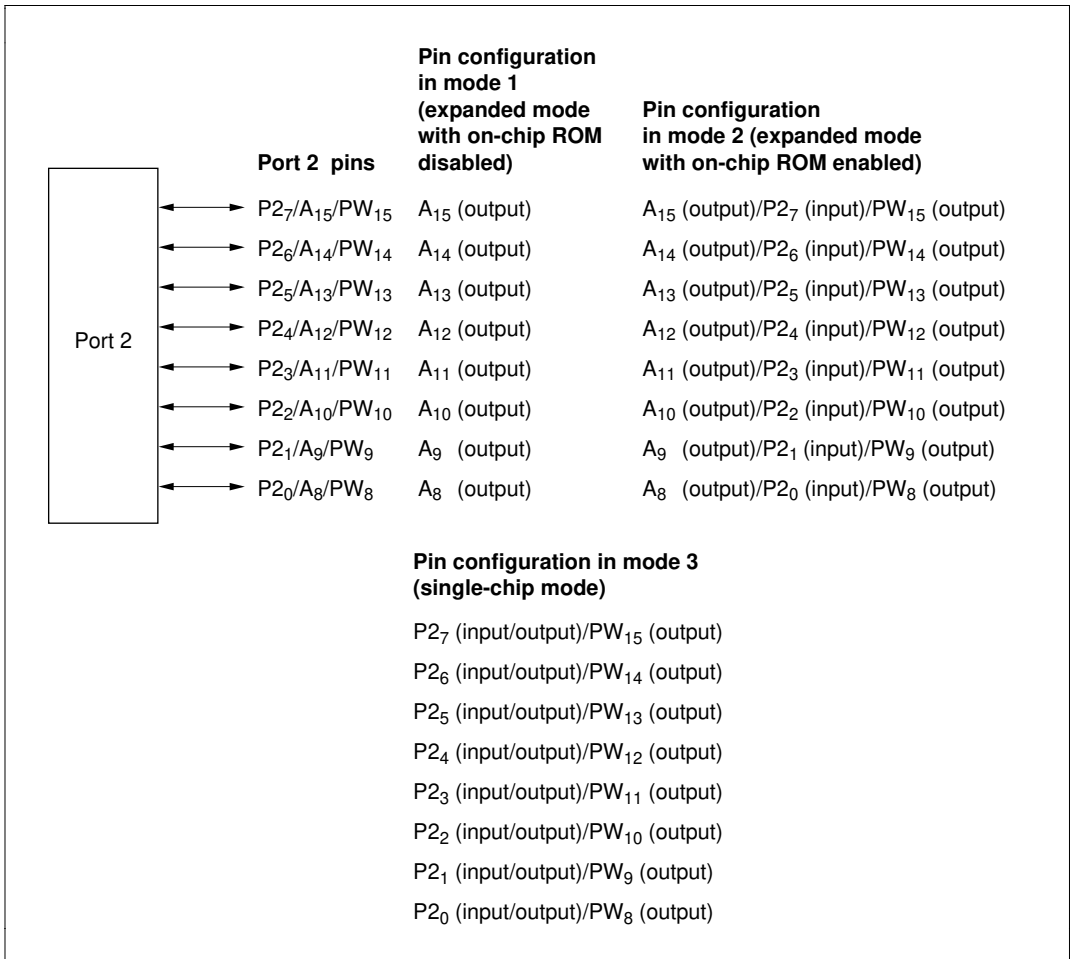 Pin configuration
in mode 1
(expanded mode
with on-chip ROM
disabled)
Pin configuration
in mode 2 (expanded mode
with on-chip ROM enabled)
Port 2 pins
Port 2
P2₇/A₁₅/PW₁₅ A₁₅ (output) A₁₅ (output)/P2₇ (input)/PW₁₅ (output)
P2₆/A₁₄/PW₁₄ A₁₄ (output) A₁₄ (output)/P2₆ (input)/PW₁₄ (output)
P2₅/A₁₃/PW₁₃ A₁₃ (output) A₁₃ (output)/P2₅ (input)/PW₁₃ (output)
P2₄/A₁₂/PW₁₂ A₁₂ (output) A₁₂ (output)/P2₄ (input)/PW₁₂ (output)
P2₃/A₁₁/PW₁₁ A₁₁ (output) A₁₁ (output)/P2₃ (input)/PW₁₁ (output)
P2₂/A₁₀/PW₁₀ A₁₀ (output) A₁₀ (output)/P2₂ (input)/PW₁₀ (output)
P2₁/A₉/PW₉ A₉ (output) A₉ (output)/P2₁ (input)/PW₉ (output)
P2₀/A₈/PW₈ A₈ (output) A₈ (output)/P2₀ (input)/PW₈ (output)
Pin configuration in mode 3
(single-chip mode)
P2₇ (input/output)/PW₁₅ (output)
P2₆ (input/output)/PW₁₄ (output)
P2₅ (input/output)/PW₁₃ (output)
P2₄ (input/output)/PW₁₂ (output)
P2₃ (input/output)/PW₁₁ (output)
P2₂ (input/output)/PW₁₀ (output)
P2₁ (input/output)/PW₉ (output)
P2₀ (input/output)/PW₈ (output)